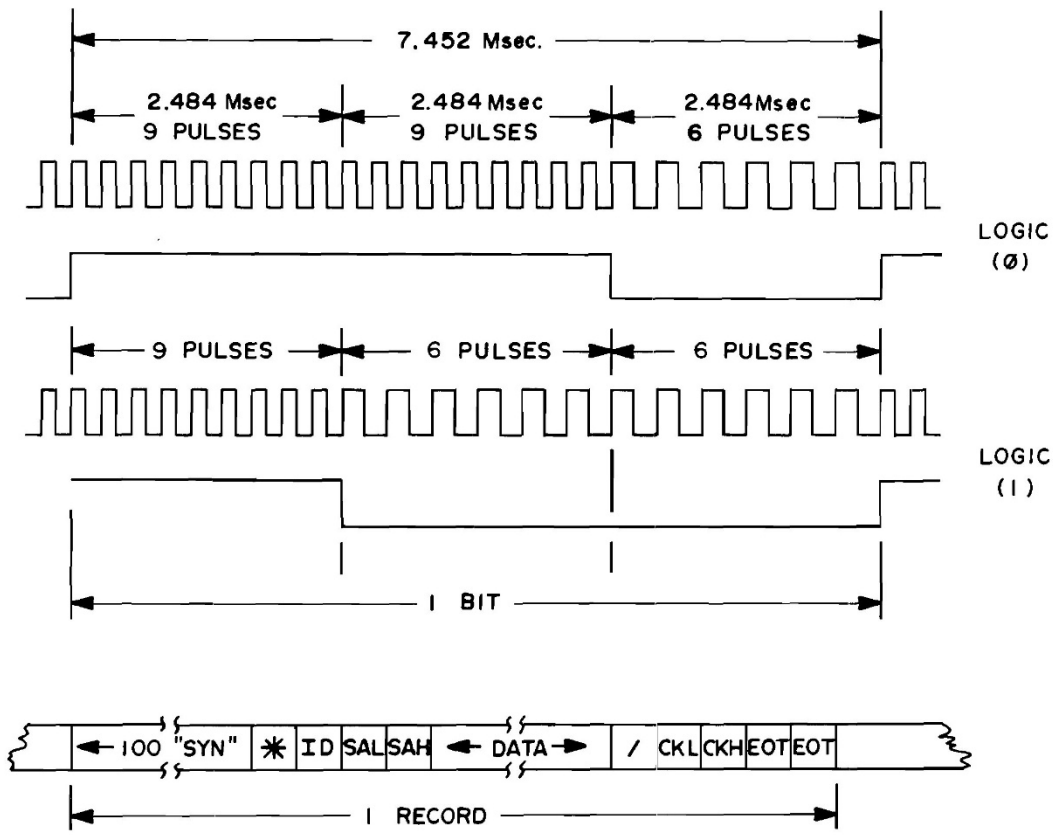 7.452 Msec.
2.484 Msec 2.484 Msec 2.484 Msec
9 PULSES 9 PULSES 6 PULSES
LOGIC
(Ø)
9 PULSES 6 PULSES 6 PULSES
LOGIC
(1)
1 BIT
100 "SYN" * ID SAL SAH DATA / CKL CKH EOT EOT
1 RECORD